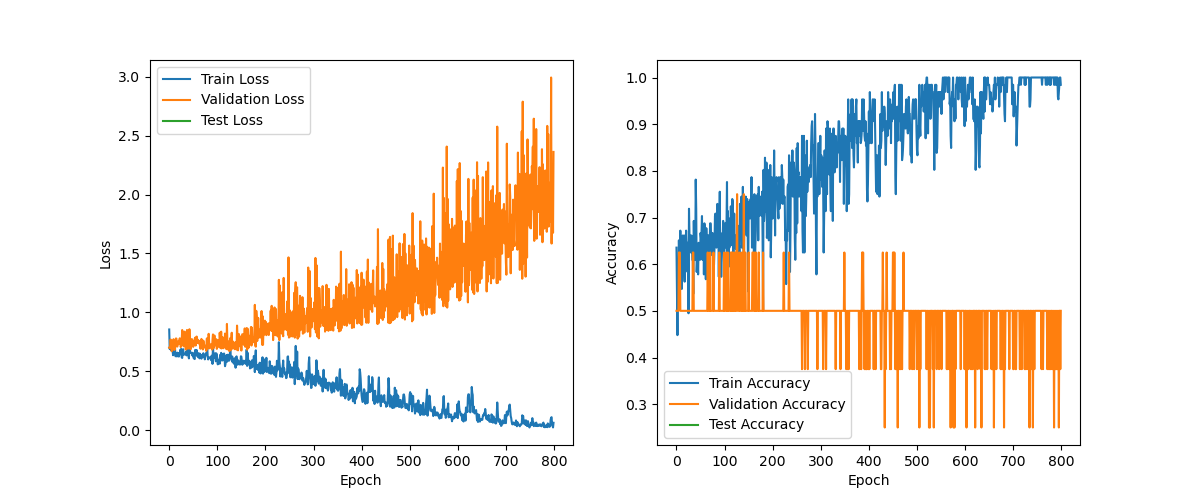 Train Loss
Validation Loss
Test Loss
3.0
2.5
2.0
1.5
1.0
0.5
0.0
Loss
0 100 200 300 400 500 600 700 800
Epoch
1.0
0.9
0.8
0.7
0.6
0.5
0.4
0.3
Accuracy
Train Accuracy
Validation Accuracy
Test Accuracy
0 100 200 300 400 500 600 700 800
Epoch